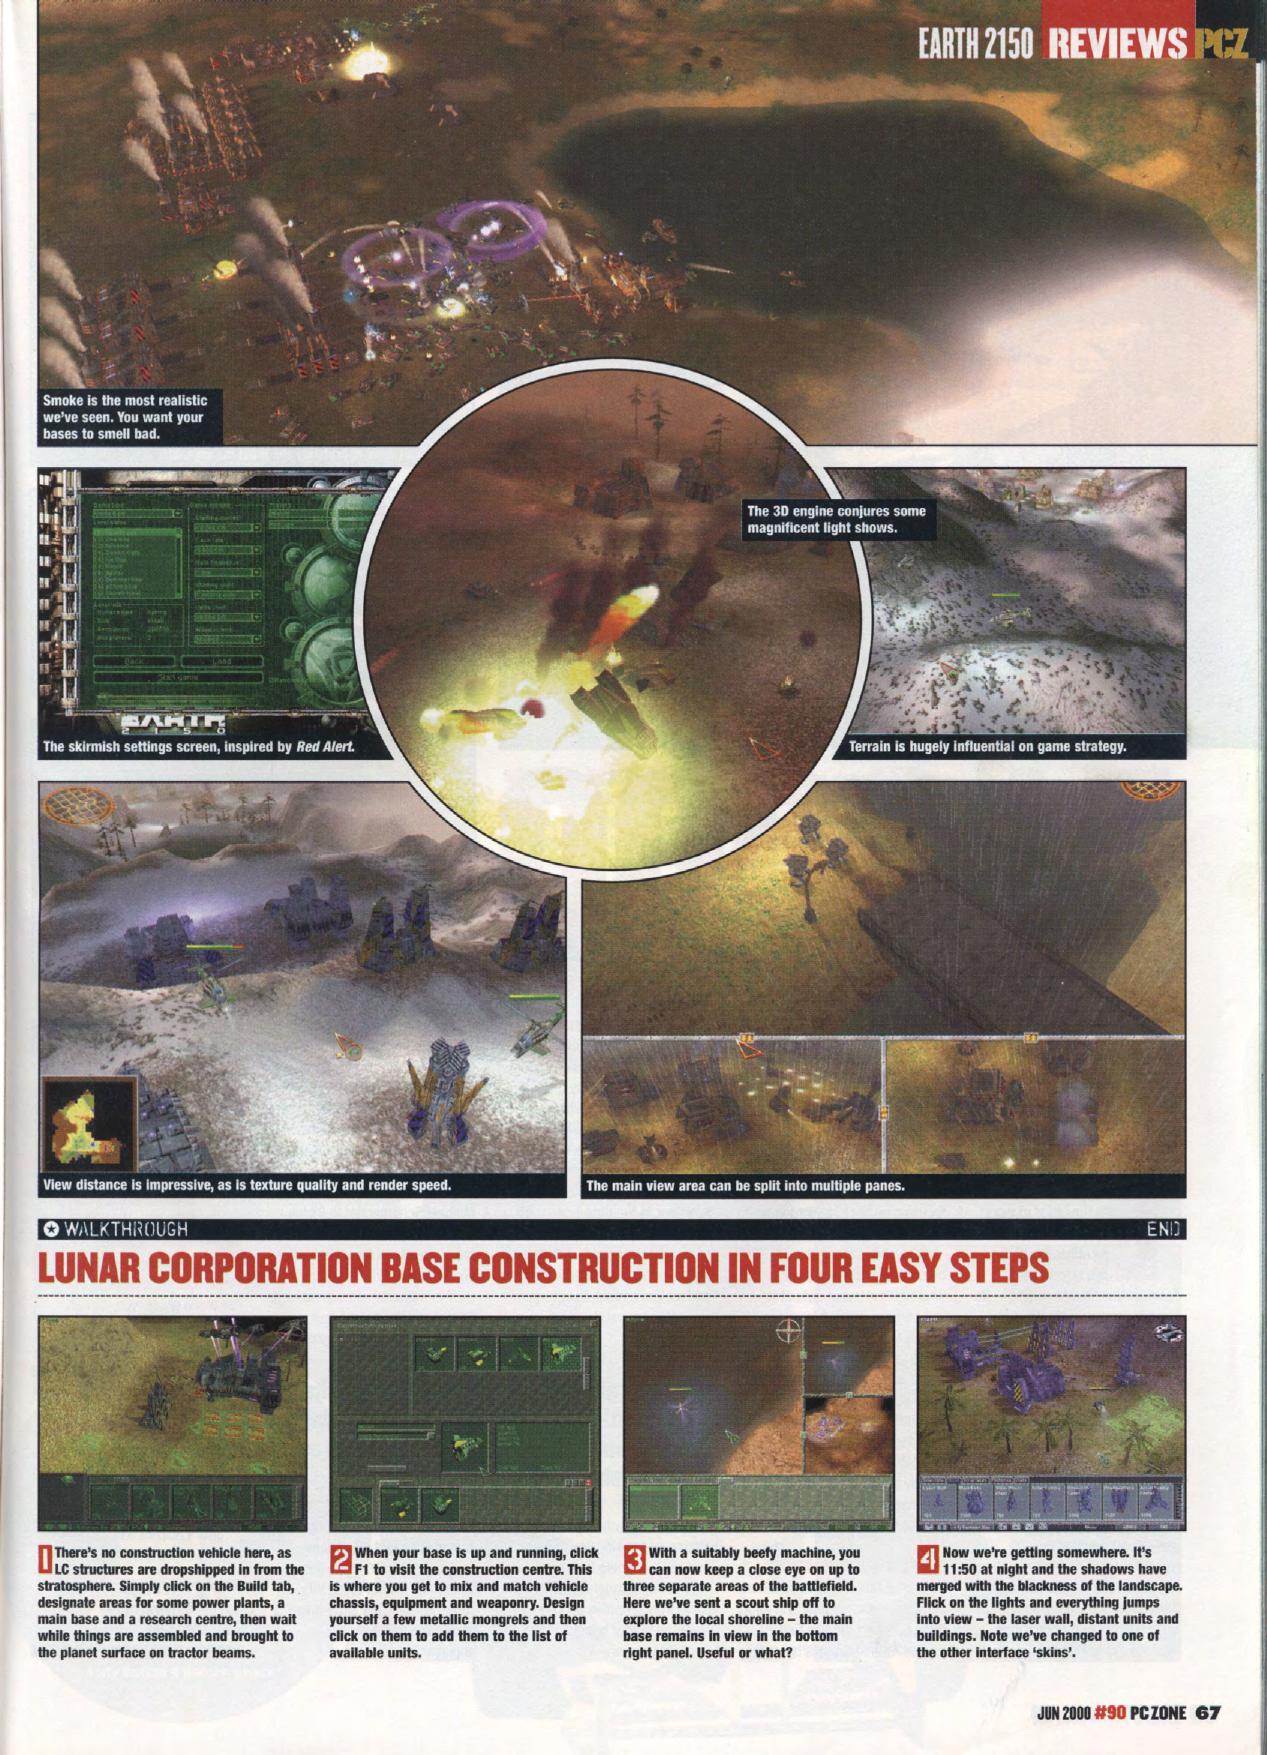 EARTH 2150 REVIEWS PCZ
Smoke is the most realistic
we've seen. You want your
bases to smell bad.
The 3D engine conjures some
magnificent light shows.
Back
Load
Start game
EARTH
2150
The skirmish settings screen, inspired by Red Alert.
Terrain is hugely influential on game strategy.
View distance is impressive, as is texture quality and render speed.
The main view area can be split into multiple panes.
WALKTHROUGH
END
LUNAR CORPORATION BASE CONSTRUCTION IN FOUR EASY STEPS
1 There's no construction vehicle here, as
LC structures are dropshipped in from the
stratosphere. Simply click on the Build tab,
designate areas for some power plants, a
main base and a research centre, then wait
while things are assembled and brought to
the planet surface on tractor beams.
2 When your base is up and running, click
F1 to visit the construction centre. This
is where you get to mix and match vehicle
chassis, equipment and weaponry. Design
yourself a few metallic mongrels and then
click on them to add them to the list of
available units.
3 With a suitably beefy machine, you
can now keep a close eye on up to
three separate areas of the battlefield.
Here we've sent a scout ship off to
explore the local shoreline – the main
base remains in view in the bottom
right panel. Useful or what?
4 Now we're getting somewhere. It's
11:50 at night and the shadows have
merged with the blackness of the landscape.
Flick on the lights and everything jumps
into view – the laser wall, distant units and
buildings. Note we've changed to one of
the other interface 'skins'.
JUN 2000 #90 PC ZONE 67